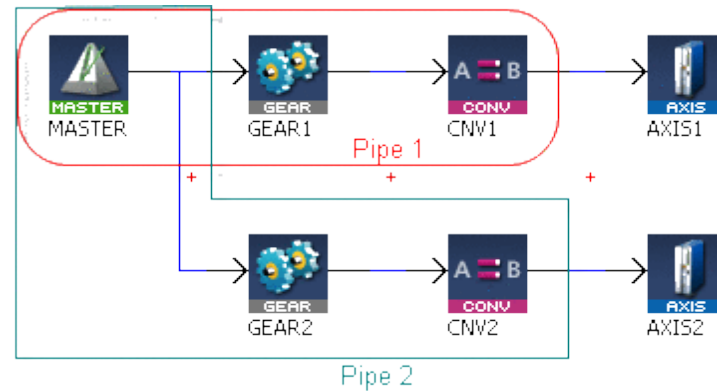 MASTER
GEAR
A = B
CONV
AXIS
MASTER
GEAR1
CNV1
AXIS1
Pipe 1
GEAR
A = B
CONV
AXIS
GEAR2
CNV2
AXIS2
Pipe 2